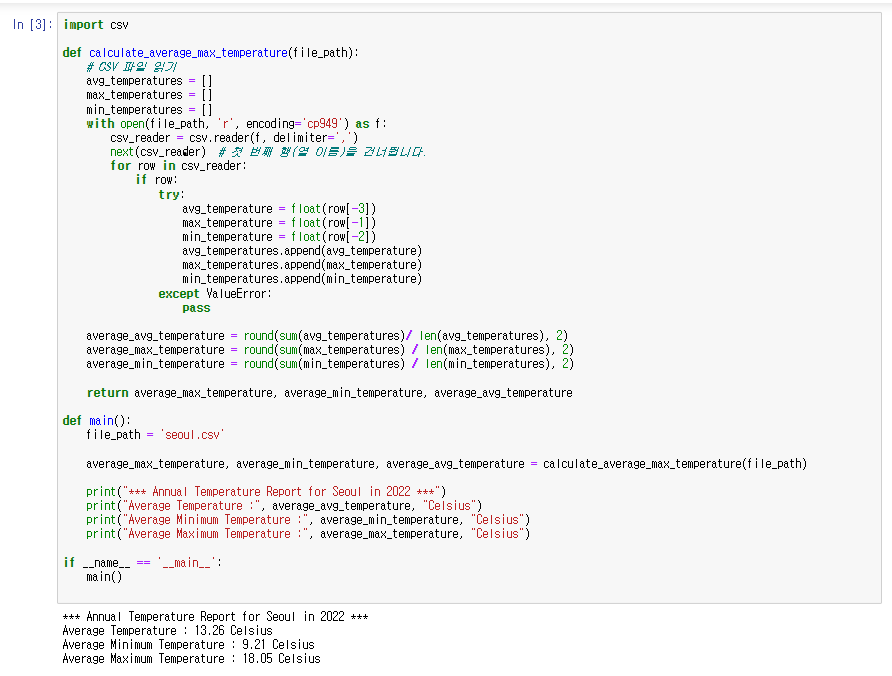 In [3]: import csv
def calculate_average_max_temperature(file_path):
# CSV 파일 읽기
avg_temperatures = []
max_temperatures = []
min_temperatures = []
with open(file_path, 'r', encoding='cp949') as f:
csv_reader = csv.reader(f, delimiter=',')
next(csv_reader) # 첫 번째 행(열 이름)을 건너뜁니다.
for row in csv_reader:
if row:
try:
avg_temperature = float(row[-3])
max_temperature = float(row[-1])
min_temperature = float(row[-2])
avg_temperatures.append(avg_temperature)
max_temperatures.append(max_temperature)
min_temperatures.append(min_temperature)
except ValueError:
pass
average_avg_temperature = round(sum(avg_temperatures)/ len(avg_temperatures), 2)
average_max_temperature = round(sum(max_temperatures) / len(max_temperatures), 2)
average_min_temperature = round(sum(min_temperatures) / len(min_temperatures), 2)
return average_max_temperature, average_min_temperature, average_avg_temperature
def main():
file_path = 'seoul.csv'
average_max_temperature, average_min_temperature, average_avg_temperature = calculate_average_max_temperature(file_path)
print("*** Annual Temperature Report for Seoul in 2022 ***")
print("Average Temperature :", average_avg_temperature, "Celsius")
print("Average Minimum Temperature :", average_min_temperature, "Celsius")
print("Average Maximum Temperature :", average_max_temperature, "Celsius")
if __name__ == '__main__':
main()
*** Annual Temperature Report for Seoul in 2022 ***
Average Temperature : 13.26 Celsius
Average Minimum Temperature : 9.21 Celsius
Average Maximum Temperature : 18.05 Celsius